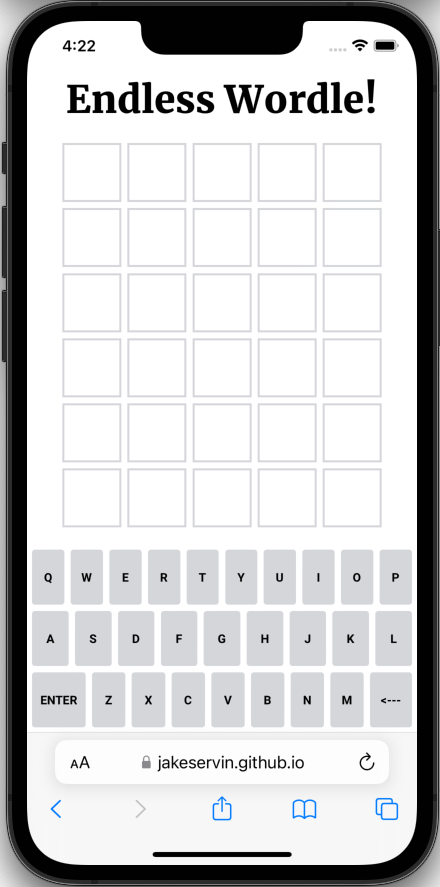 4:22
Endless Wordle!
Q W E R T Y U I O P
A S D F G H J K L
ENTER Z X C V B N M <---
AA jakeservin.github.io